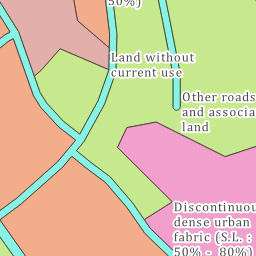 50%)
Land without
current use
Other roads
and associa
land
Discontinuou
dense urban
fabric (S.L. :
50% - 80%)